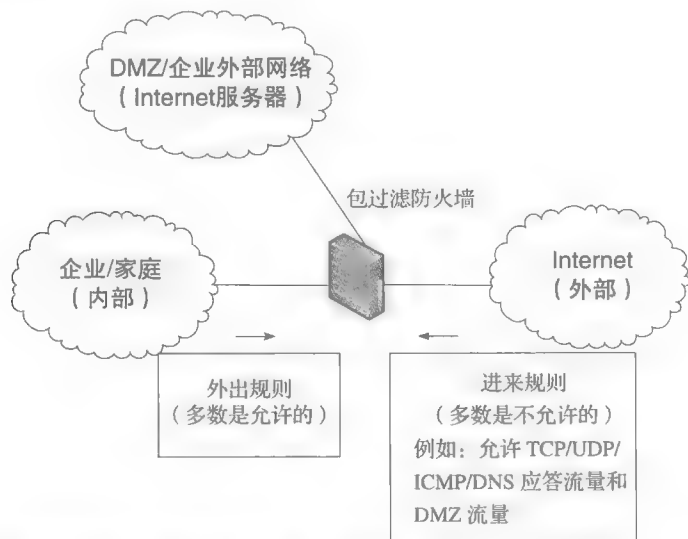 DMZ/企业外部网络
（Internet服务器）
包过滤防火墙
企业/家庭
（内部）
Internet
（外部）
外出规则
（多数是允许的）
进来规则
（多数是不允许的）
例如：允许 TCP/UDP/
ICMP/DNS 应答流量和
DMZ 流量